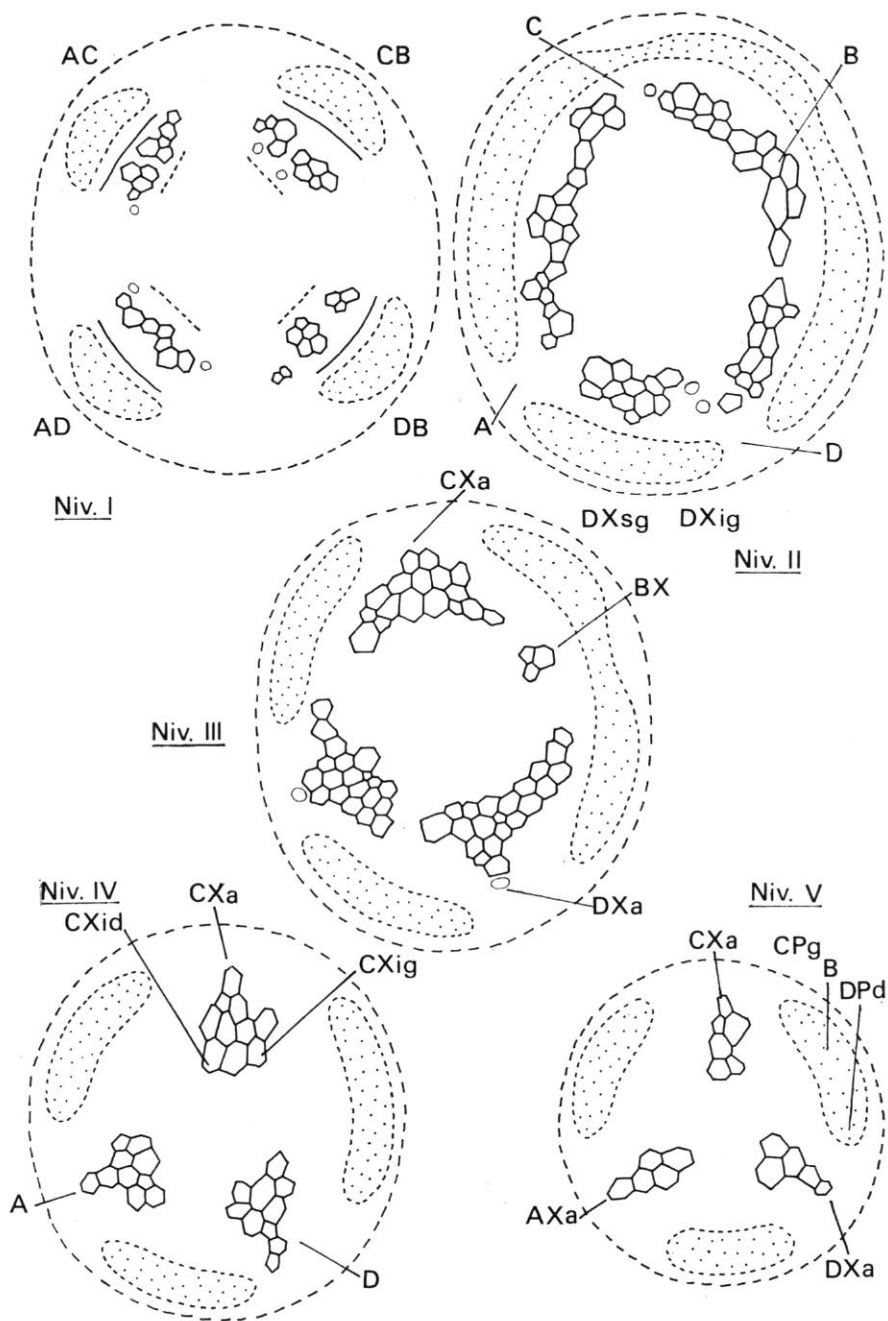 AC CB
AD DB
Niv. I
C B
A D
DXsg DXig
Niv. II
CXa
BX
Niv. III
DXa
Niv. IV
CXa
CXid
CXig
A
D
Niv. V
CXa CPg
B
DPd
AXa
DXa